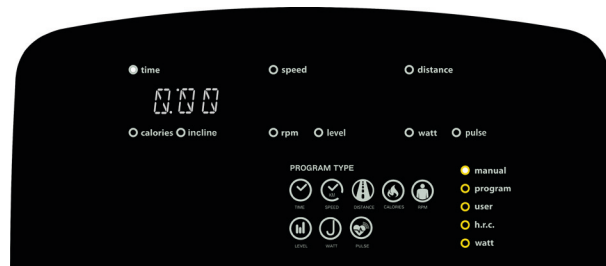 time speed distance
0:00
calories incline rpm level watt pulse
PROGRAM TYPE
manual
TIME SPEED DISTANCE CALORIES RPM
program
user
LEVEL WATT PULSE
h.r.c.
watt